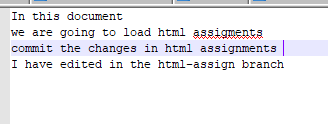 In this document
we are going to load html assigments
commit the changes in html assignments
I have edited in the html-assign branch